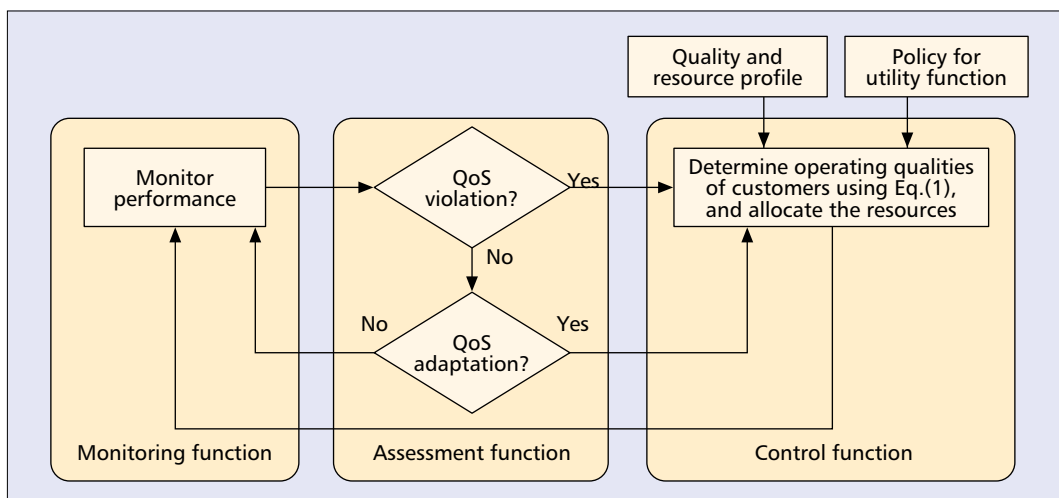 Quality and
resource profile
Policy for
utility function
Monitor
performance
QoS
violation?
Yes
Determine operating qualities
of customers using Eq.(1),
and allocate the resources
No
No
Yes
QoS
adaptation?
Monitoring function
Assessment function
Control function